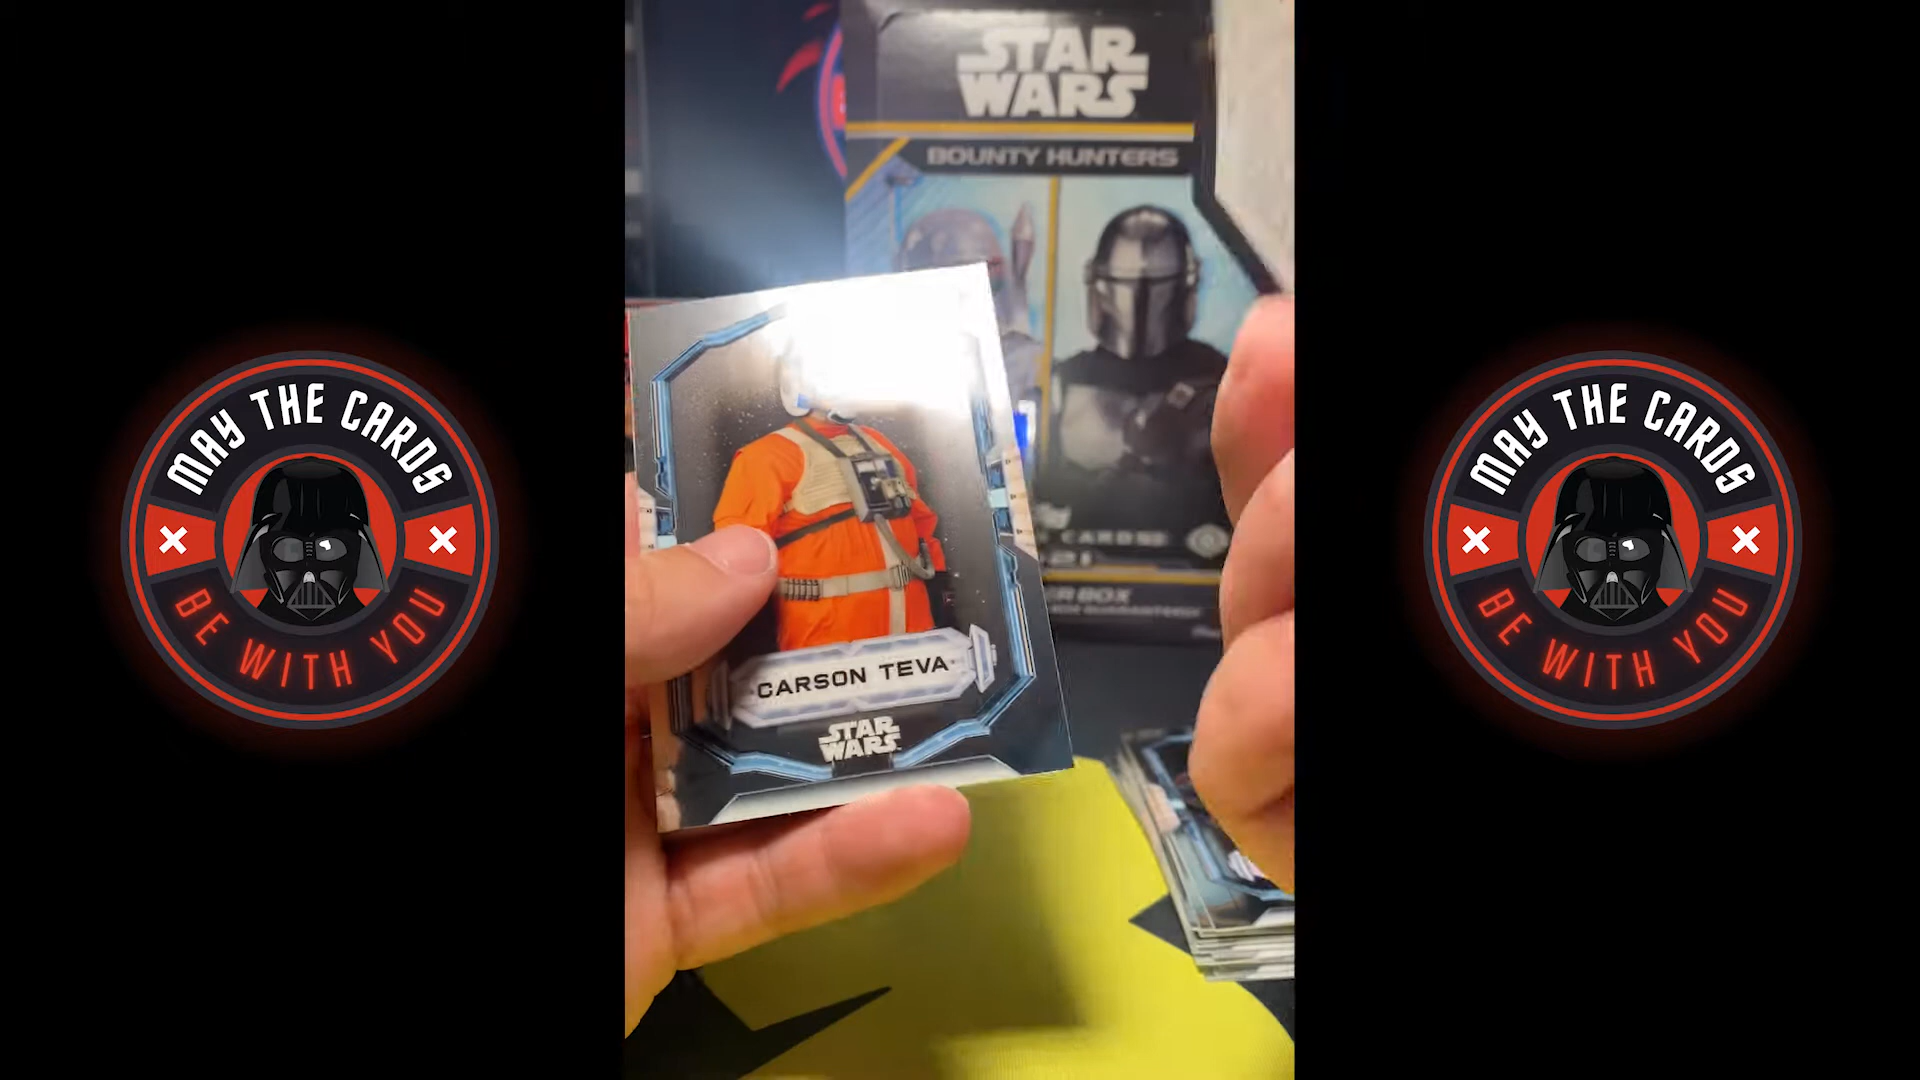 MAY THE CARDS
BE WITH YOU
STAR
WARS
BOUNTY HUNTERS
CARSON TEVA
STAR
WARS
MAY THE CARDS
BE WITH YOU